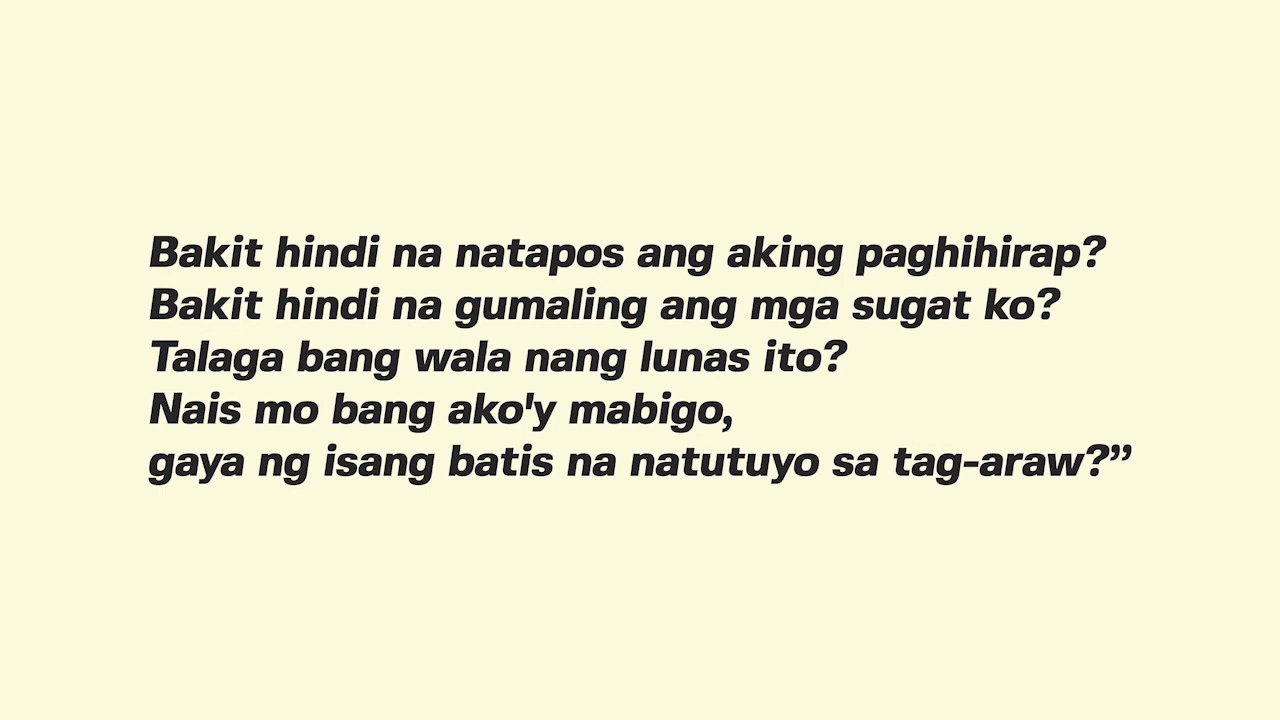 Bakit hindi na natapos ang aking paghihirap?
Bakit hindi na gumaling ang mga sugat ko?
Talaga bang wala nang lunas ito?
Nais mo bang ako'y mabigo,
gaya ng isang batis na natutuyo sa tag-araw?”